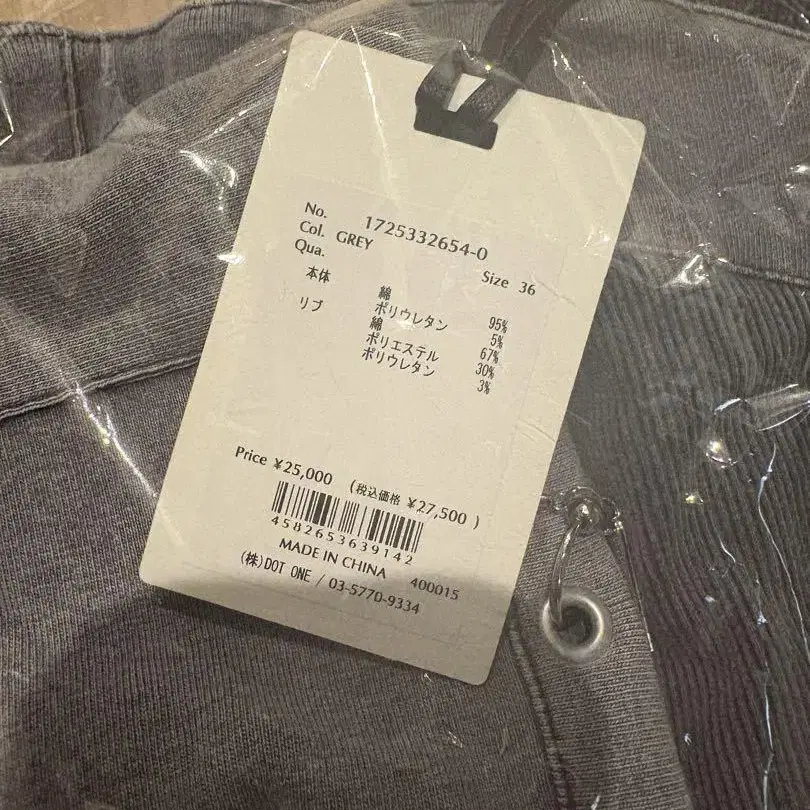 No. 1725332654-0
Col. GREY Size 36
Qua.
本体 綿 95%
ポリウレタン 5%
リブ 綿 67%
ポリエステル 30%
ポリウレタン 3%
Price ¥25,000 (税込価格 ¥27,500 )
4582653639142
MADE IN CHINA 400015
(株)DOT ONE / 03-5770-9334